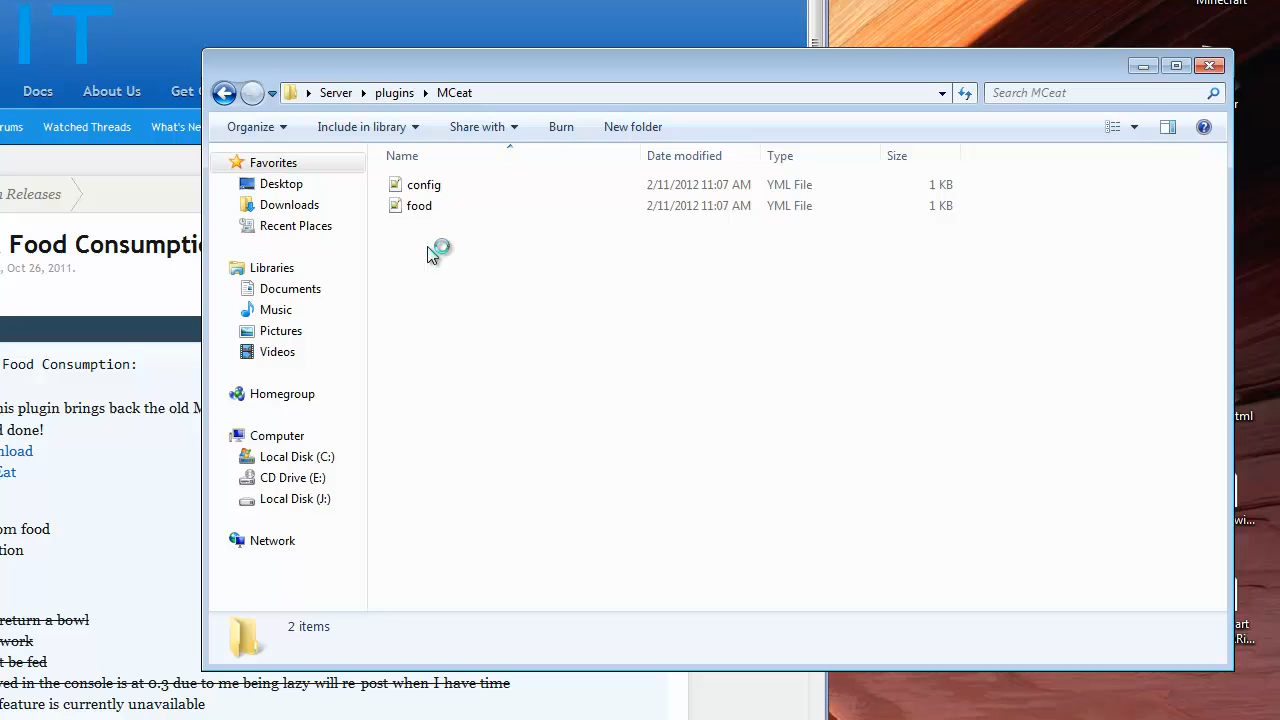 Minecraft
IT
Docs About Us Get
Watched Threads What's Ne
Releases
Food Consumptio
, Oct 26, 2011.
Food Consumption:
his plugin brings back the old M
d done!
nload
Eat
om food
tion
return a bowl
work
t be fed
ved in the console is at 0.3 due to me being lazy will re-post when I have time
feature is currently unavailable
Server plugins MCeat
Search MCeat
Organize Include in library Share with Burn New folder
Name Date modified Type Size
config 2/11/2012 11:07 AM YML File 1 KB
food 2/11/2012 11:07 AM YML File 1 KB
Favorites
Desktop
Downloads
Recent Places
Libraries
Documents
Music
Pictures
Videos
Homegroup
Computer
Local Disk (C:)
CD Drive (E:)
Local Disk (J:)
Network
2 items
tml
wi...
art
Ri...